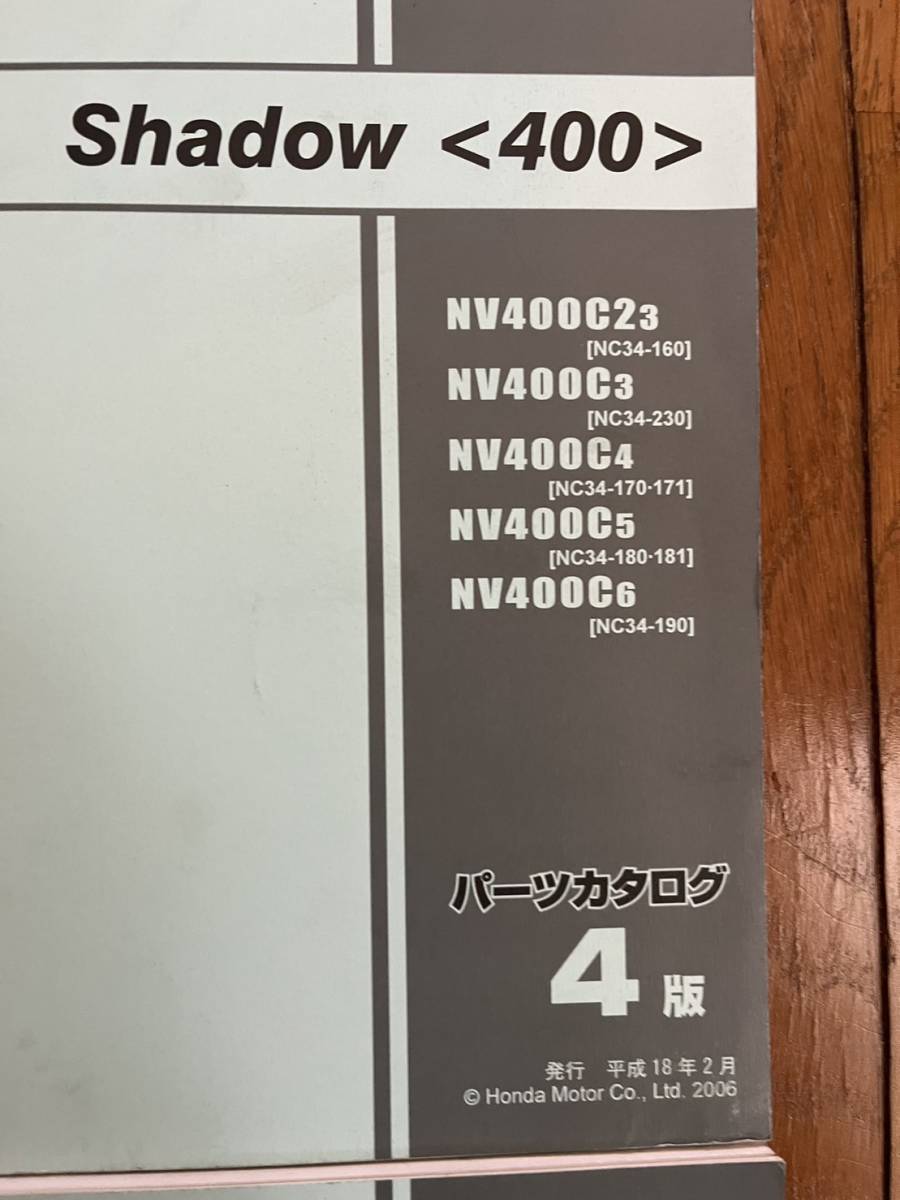 Shadow <400>
NV400C23
[NC34-160]
NV400C3
[NC34-230]
NV400C4
[NC34-170·171]
NV400C5
[NC34-180·181]
NV400C6
[NC34-190]
パーツカタログ
4版
発行 平成18年2月
© Honda Motor Co., Ltd. 2006